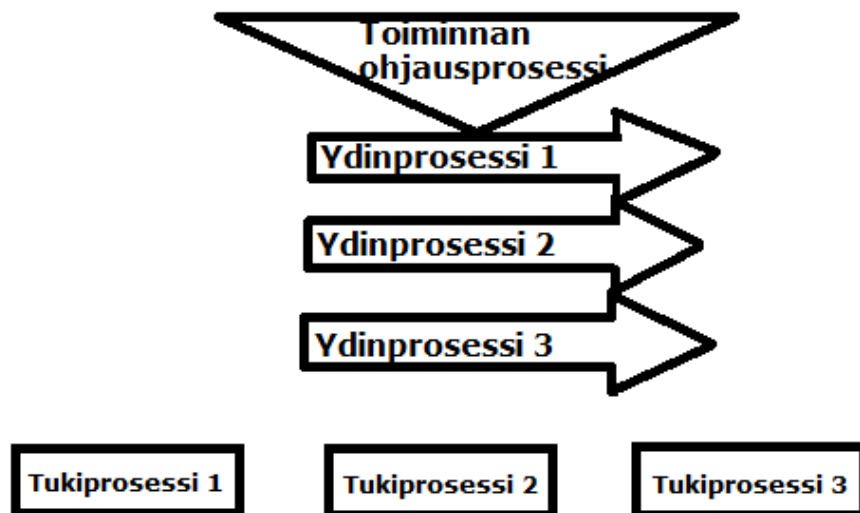 Toiminnan
ohjausprosessi
Ydinprosessi 1
Ydinprosessi 2
Ydinprosessi 3
Tukiprosessi 1
Tukiprosessi 2
Tukiprosessi 3